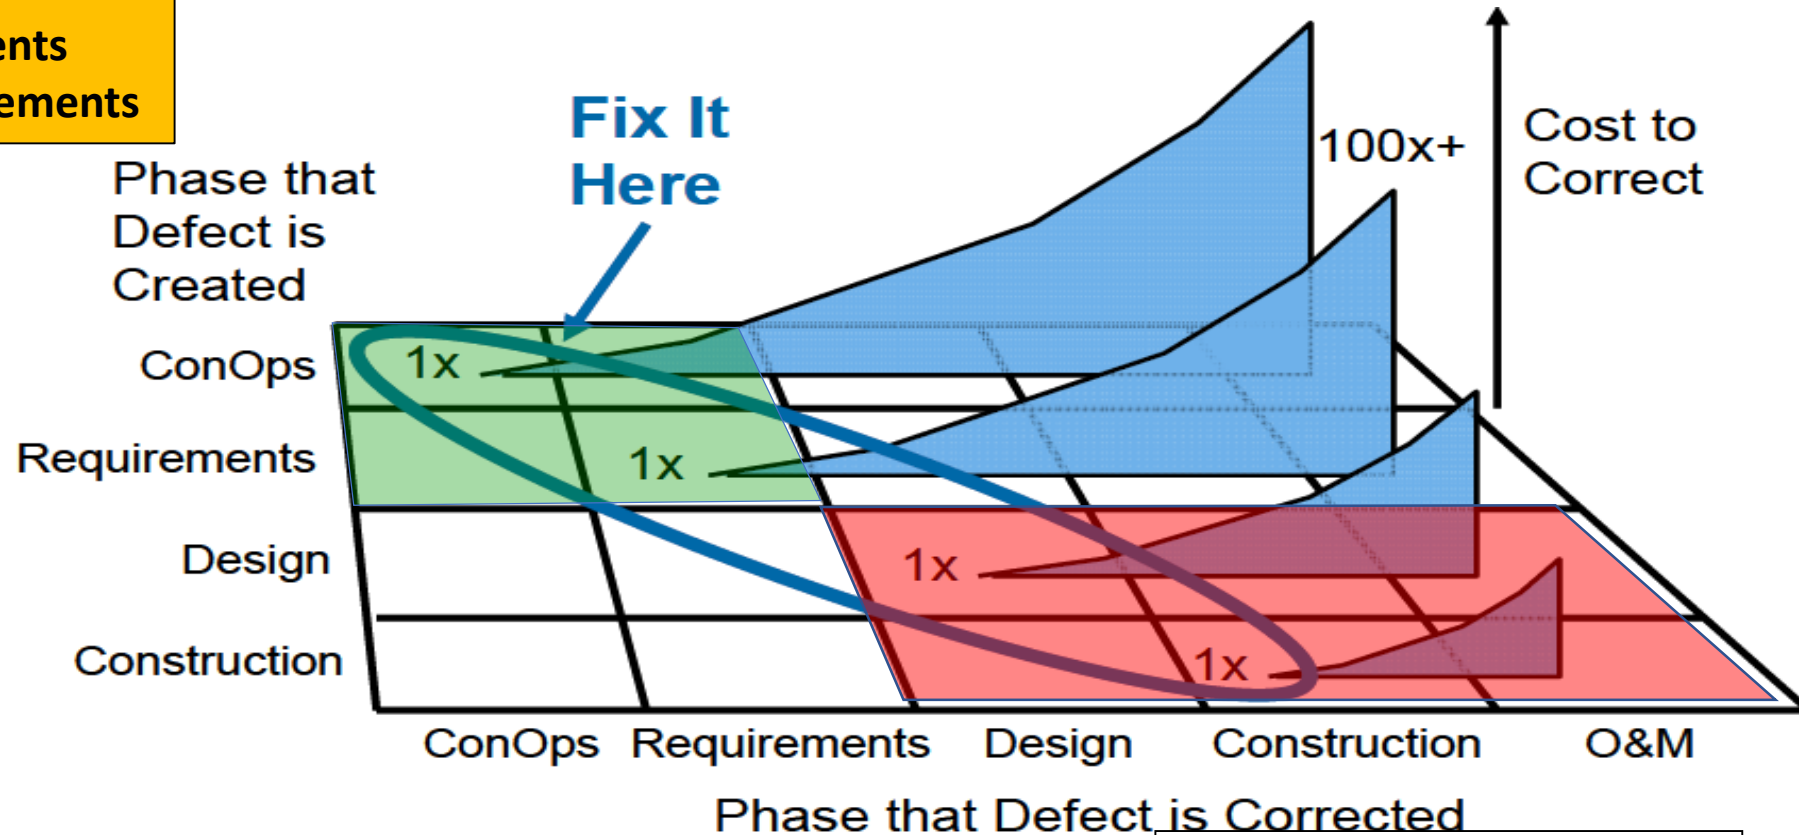 ents
ements
Fix It
Here
100x+
Cost to
Correct
Phase that
Defect is
Created
ConOps
1x
Requirements
1x
Design
1x
Construction
1x
ConOps Requirements Design Construction O&M
Phase that Defect is Corrected